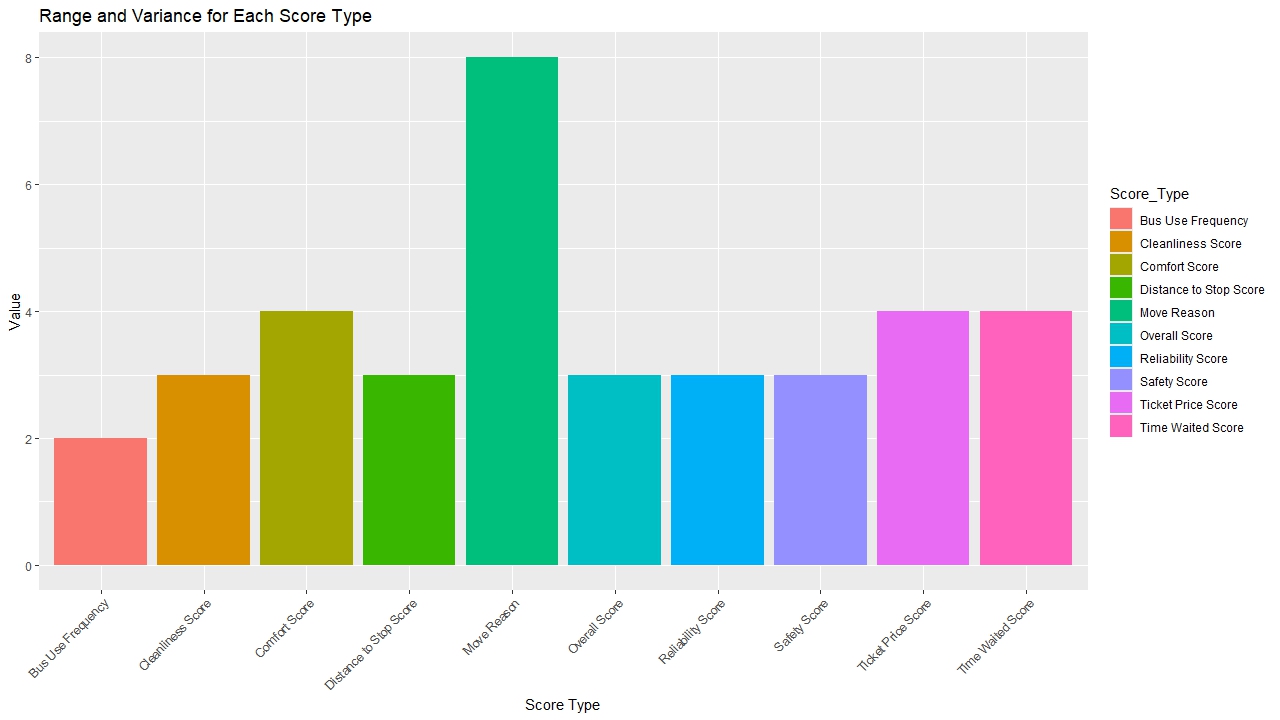 Range and Variance for Each Score Type
Value
8
6
4
2
0
Bus Use Frequency
Cleanliness Score
Comfort Score
Distance to Stop Score
Move Reason
Overall Score
Reliability Score
Safety Score
Ticket Price Score
Time Waited Score
Score Type
Score_Type
Bus Use Frequency
Cleanliness Score
Comfort Score
Distance to Stop Score
Move Reason
Overall Score
Reliability Score
Safety Score
Ticket Price Score
Time Waited Score